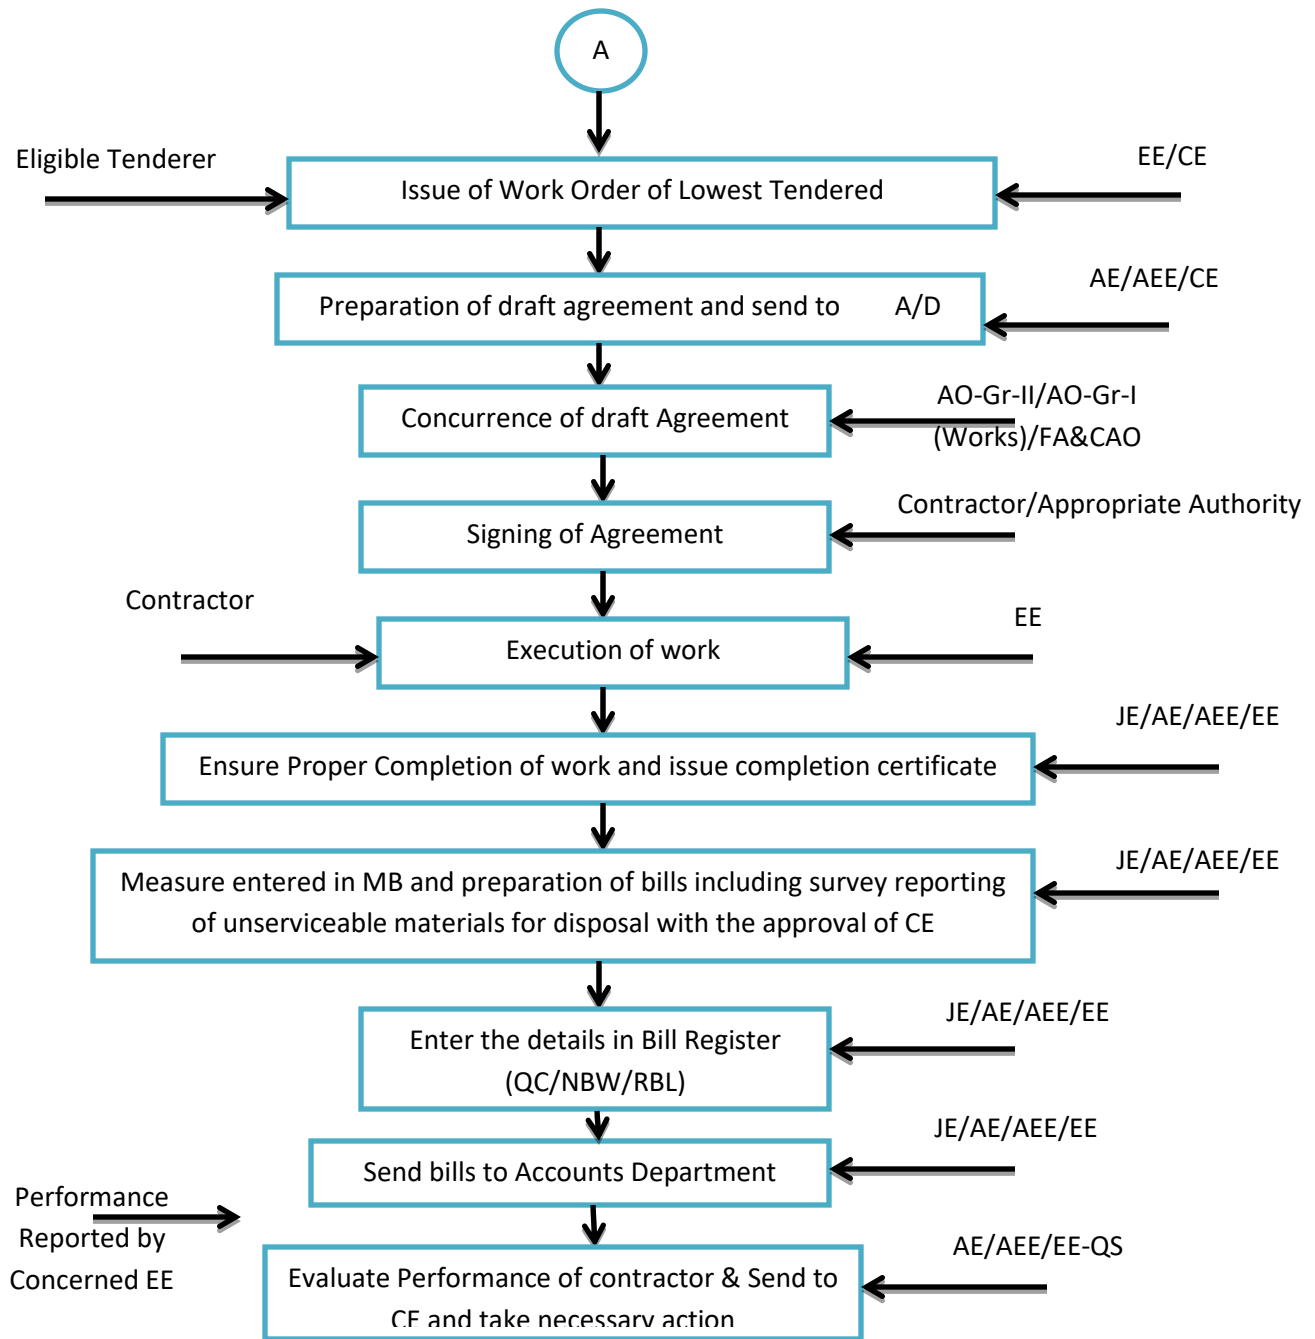 A
Eligible Tenderer
EE/CE
Issue of Work Order of Lowest Tendered
AE/AEE/CE
Preparation of draft agreement and send to A/D
AO-Gr-II/AO-Gr-I
(Works)/FA&CAO
Concurrence of draft Agreement
Contractor/Appropriate Authority
Signing of Agreement
Contractor
EE
Execution of work
JE/AE/AEE/EE
Ensure Proper Completion of work and issue completion certificate
JE/AE/AEE/EE
Measure entered in MB and preparation of bills including survey reporting
of unserviceable materials for disposal with the approval of CE
JE/AE/AEE/EE
Enter the details in Bill Register
(QC/NBW/RBL)
JE/AE/AEE/EE
Send bills to Accounts Department
Performance
Reported by
Concerned EE
AE/AEE/EE-QS
Evaluate Performance of contractor & Send to
CE and take necessary action